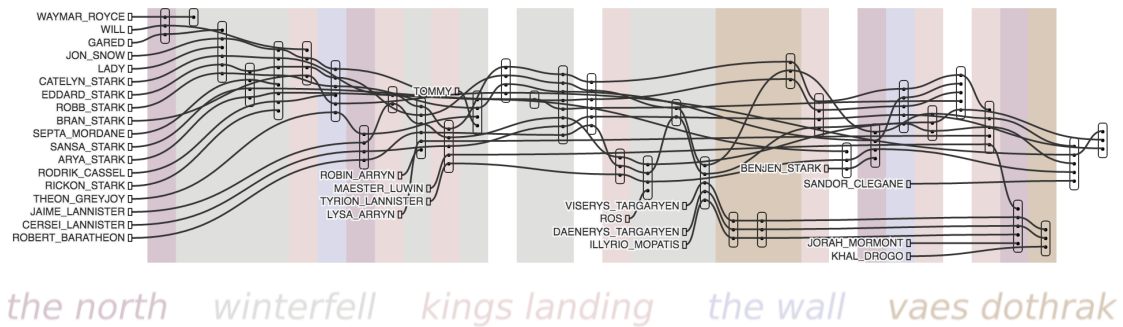 WAYMAR_ROYCE
WILL
GARED
JON_SNOW
LADY
CATELYN_STARK
EDDARD_STARK
ROBB_STARK
BRAN_STARK
SEPTA_MORDANE
SANSA_STARK
ARYA_STARK
RODRIK_CASSEL
RICKON_STARK
THEON_GREYJOY
JAIME_LANNISTER
CERSEI_LANNISTER
ROBERT_BARATHEON
TOMMY
ROBIN_ARRYN
MAESTER_LUWIN
TYRION_LANNISTER
LYSA_ARRYN
VISERYS_TARGARYEN
ROS
DAENERYS_TARGARYEN
ILLYRIO_MOPATIS
BENJEN_STARK
SANDOR_CLEGANE
JORAH_MORMONT
KHAL_DROGO
the north winterfell kings landing the wall vaes dothrak